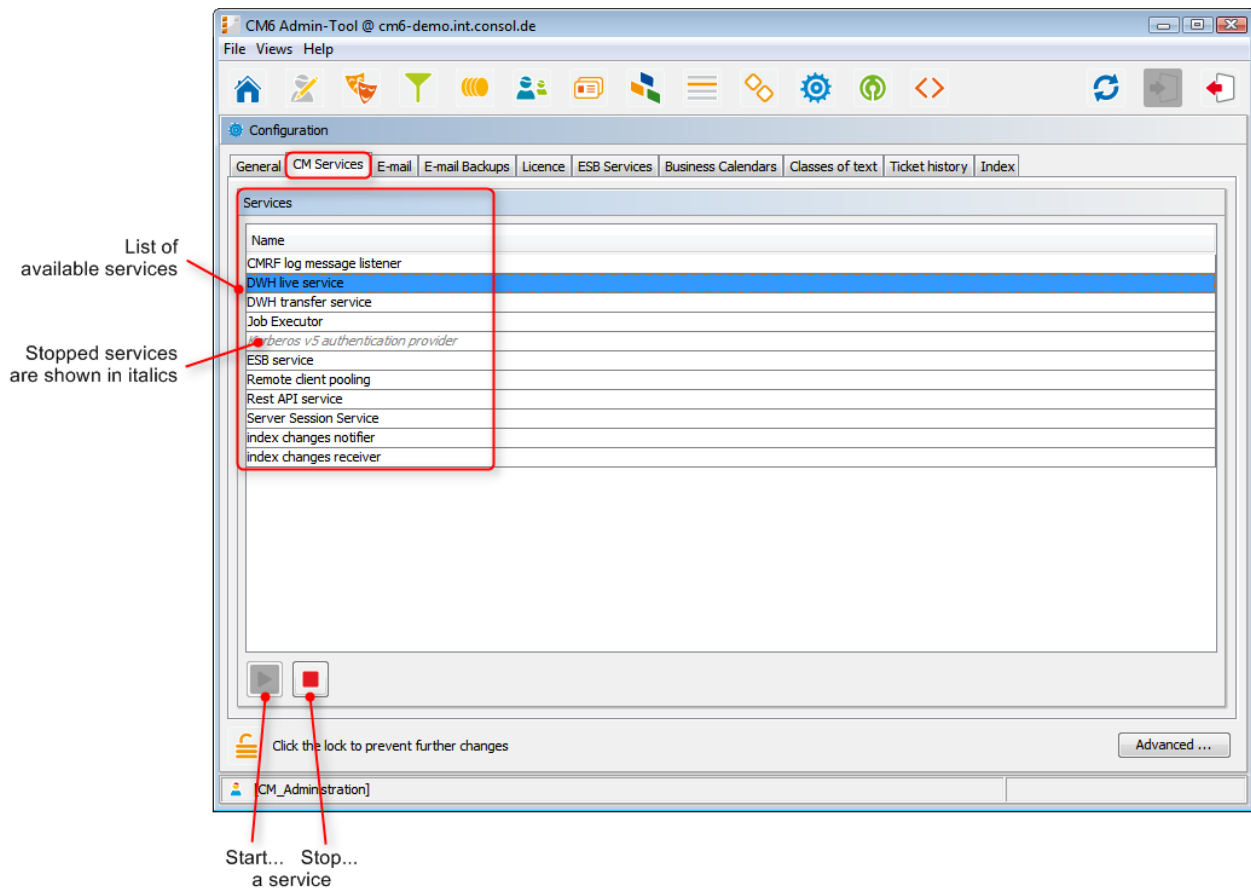 CM6 Admin-Tool @ cm6-demo.int.consol.de
File Views Help
Configuration
General CM Services E-mail E-mail Backups Licence ESB Services Business Calendars Classes of text Ticket history Index
Services
Name
CMRF log message listener
DWH live service
DWH transfer service
Job Executor
Kerberos v5 authentication provider
ESB service
Remote client pooling
Rest API service
Server Session Service
index changes notifier
index changes receiver
List of
available services
Stopped services
are shown in italics
Click the lock to prevent further changes
Advanced ...
[CM_Administration]
Start... Stop...
a service